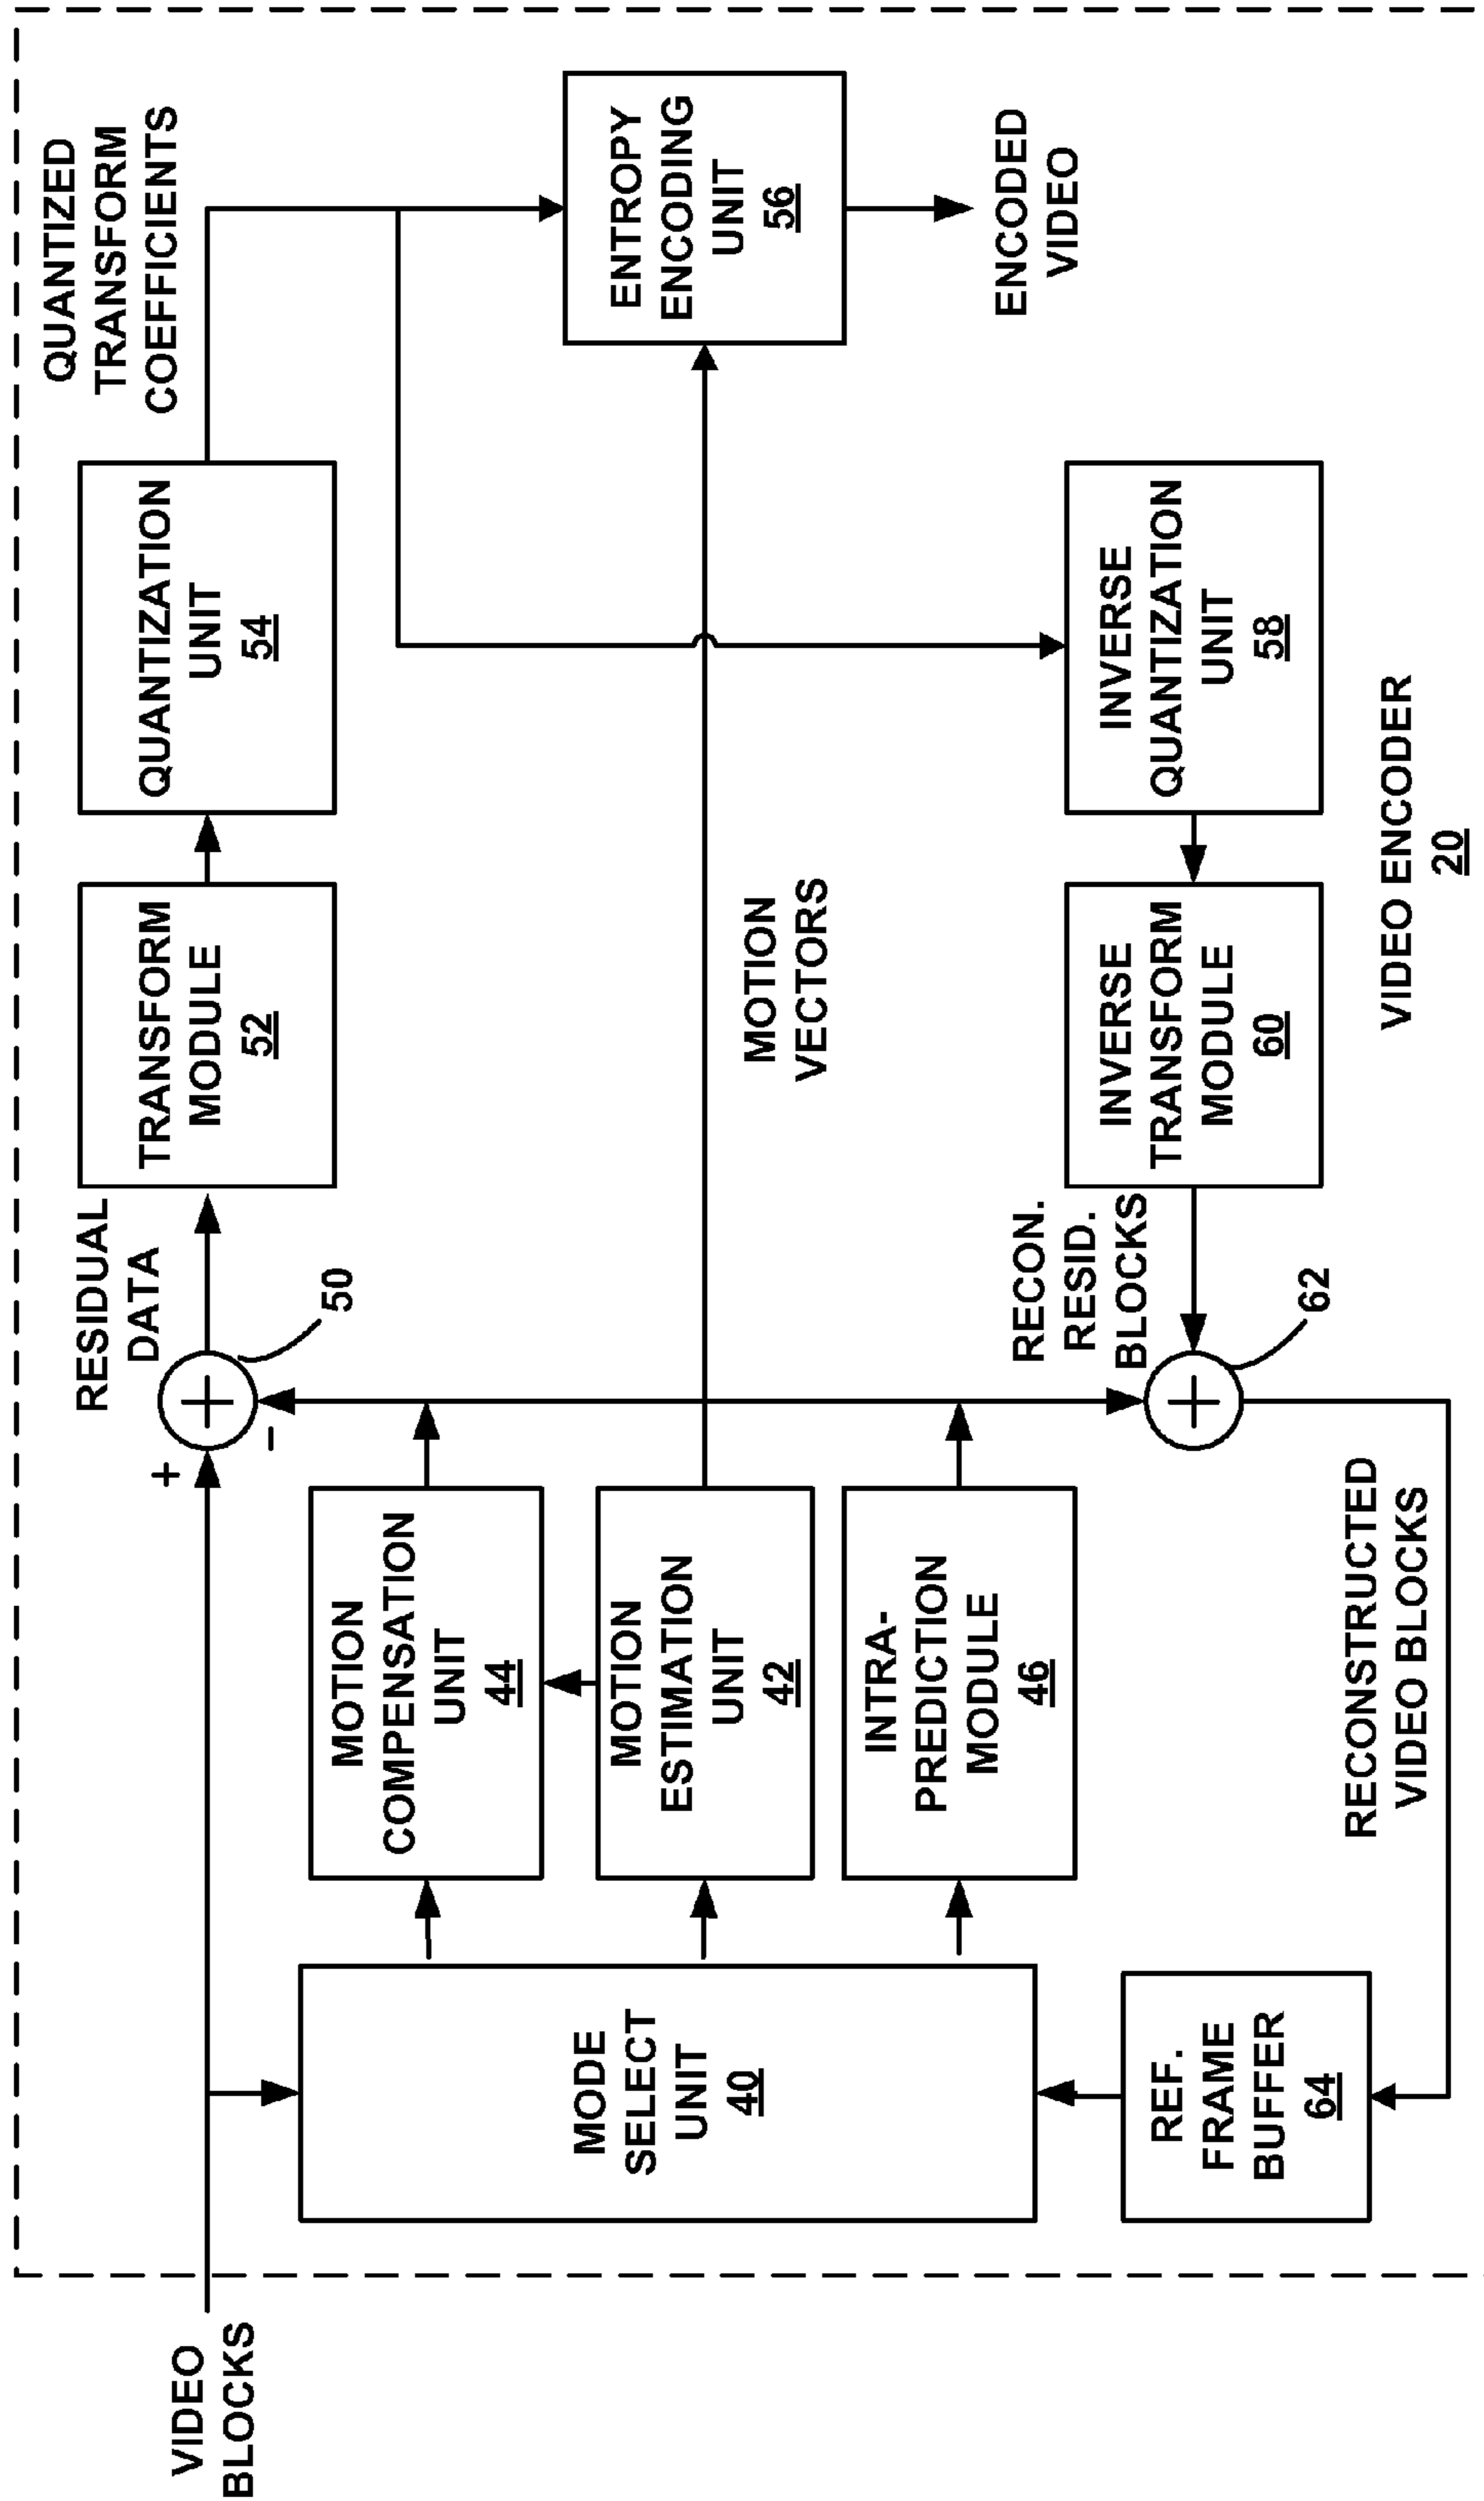 VIDEO
BLOCKS
+
-
50
RESIDUAL
DATA
TRANSFORM
MODULE
52
QUANTIZATION
UNIT
54
QUANTIZED
TRANSFORM
COEFFICIENTS
MODE
SELECT
UNIT
40
MOTION
COMPENSATION
UNIT
44
MOTION
ESTIMATION
UNIT
42
INTRA-
PREDICTION
MODULE
46
MOTION
VECTORS
ENTROPY
ENCODING
UNIT
56
ENCODED
VIDEO
REF.
FRAME
BUFFER
64
RECONSTRUCTED
VIDEO BLOCKS
RECON.
RESID.
BLOCKS
62
INVERSE
TRANSFORM
MODULE
60
INVERSE
QUANTIZATION
UNIT
58
VIDEO ENCODER
20